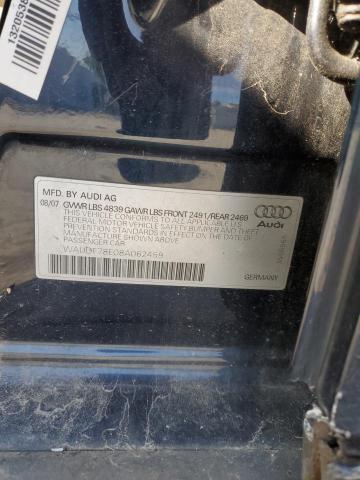 MFD. BY AUDI AG
08/07 GVWR LBS 4839 GAWR LBS FRONT 2491/REAR 2469
THIS VEHICLE CONFORMS TO ALL APPLICABLE
FEDERAL MOTOR VEHICLE SAFETY BUMPER AND THEFT
PREVENTION STANDARDS IN EFFECT ON THE DATE OF
MANUFACTURE SHOWN ABOVE.
PASSENGER CAR
WAUDF78E08A062469
Audi
GERMANY